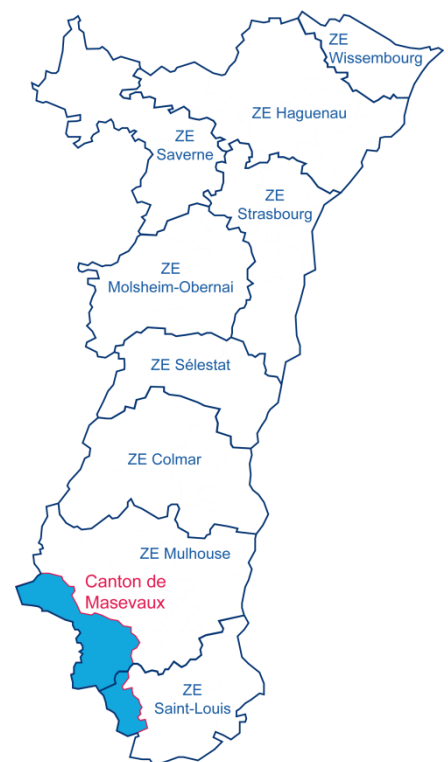 ZE
Wissembourg
ZE Haguenau
ZE
Saverne
ZE
Strasbourg
ZE
Molsheim-Obernai
ZE Sélestat
ZE Colmar
ZE Mulhouse
Canton de
Masevaux
ZE
Saint-Louis